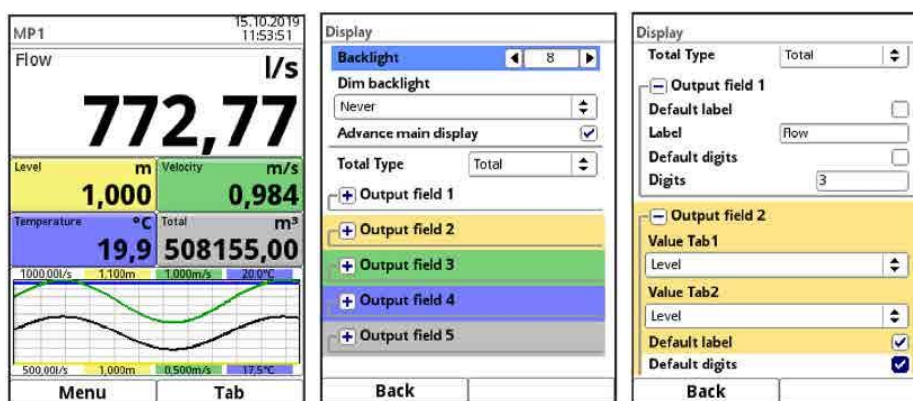 15.10.2019
MP1 11:53:51
Flow l/s
772,77
Level m Velocity m/s
1,000 0,984
Temperature °C Total m³
19,9 508155,00
1000,00l/s 1,100m 1,000m/s 20,0°C
500,00l/s 1,000m 0,500m/s 17,5°C
Menu Tab
Display
Backlight 8
Dim backlight
Never
Advance main display
Total Type Total
Output field 1
Output field 2
Output field 3
Output field 4
Output field 5
Back
Display
Total Type Total
Output field 1
Default label
Label Flow
Default digits
Digits 3
Output field 2
Value Tab1
Level
Value Tab2
Level
Default label
Default digits
Back